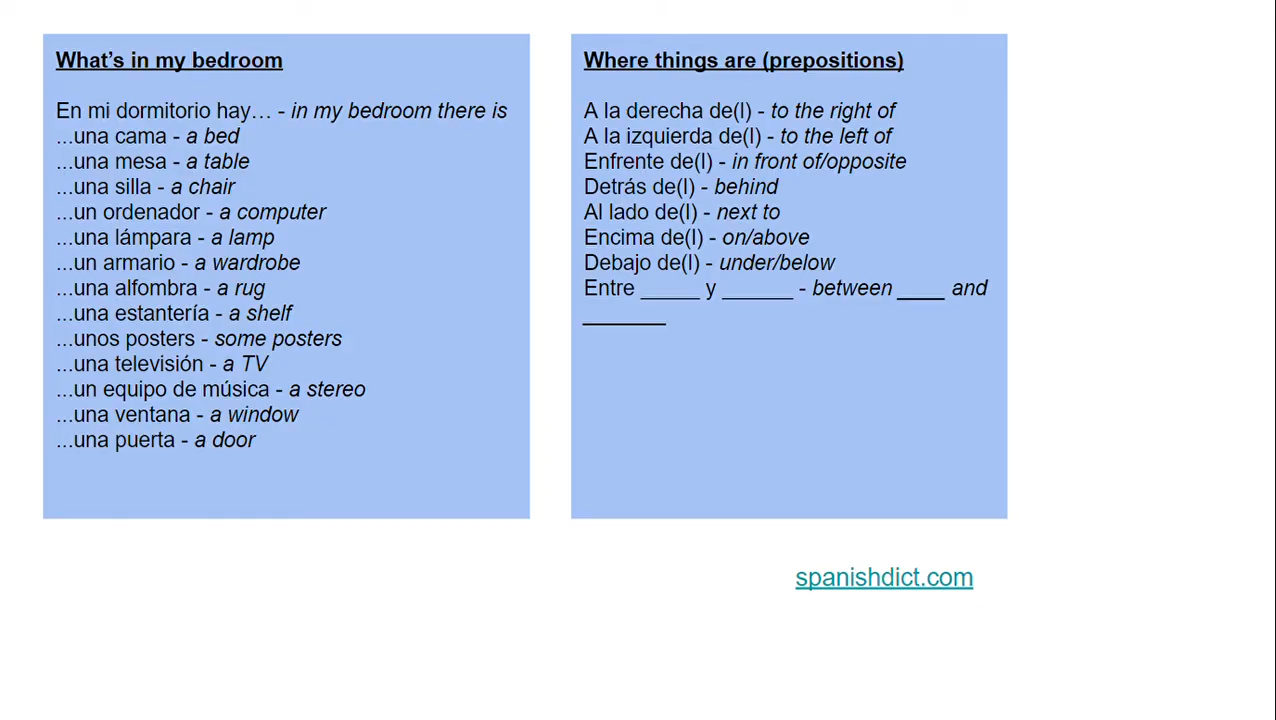 What's in my bedroom
En mi dormitorio hay… - in my bedroom there is
...una cama - a bed
...una mesa - a table
...una silla - a chair
...un ordenador - a computer
...una lámpara - a lamp
...un armario - a wardrobe
...una alfombra - a rug
...una estantería - a shelf
...unos posters - some posters
...una televisión - a TV
...un equipo de música - a stereo
...una ventana - a window
...una puerta - a door
Where things are (prepositions)
A la derecha de(l) - to the right of
A la izquierda de(l) - to the left of
Enfrente de(l) - in front of/opposite
Detrás de(l) - behind
Al lado de(l) - next to
Encima de(l) - on/above
Debajo de(l) - under/below
Entre _____ y ______ - between ____ and
_______
spanishdict.com